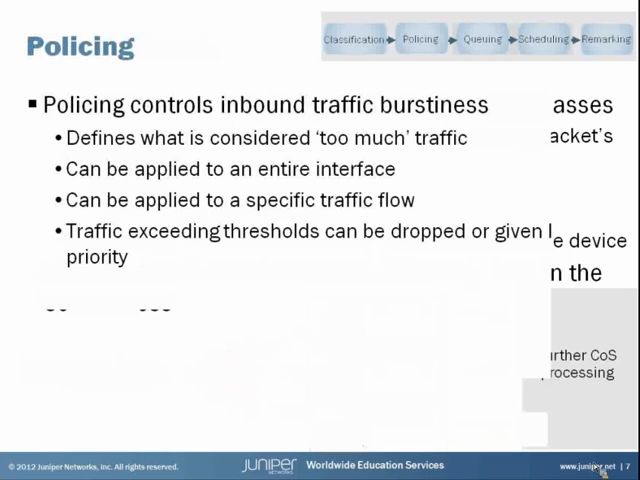 Policing
Classification Policing Queuing Scheduling Remarking
▪ Policing controls inbound traffic burstiness
asses
• Defines what is considered ‘too much’ traffic
acket's
• Can be applied to an entire interface
• Can be applied to a specific traffic flow
• Traffic exceeding thresholds can be dropped or given
priority
e device
n the
urther CoS
processing
© 2012 Juniper Networks, Inc. All rights reserved.
JUNIPER
NETWORKS
Worldwide Education Services
www.juniper.net | 7